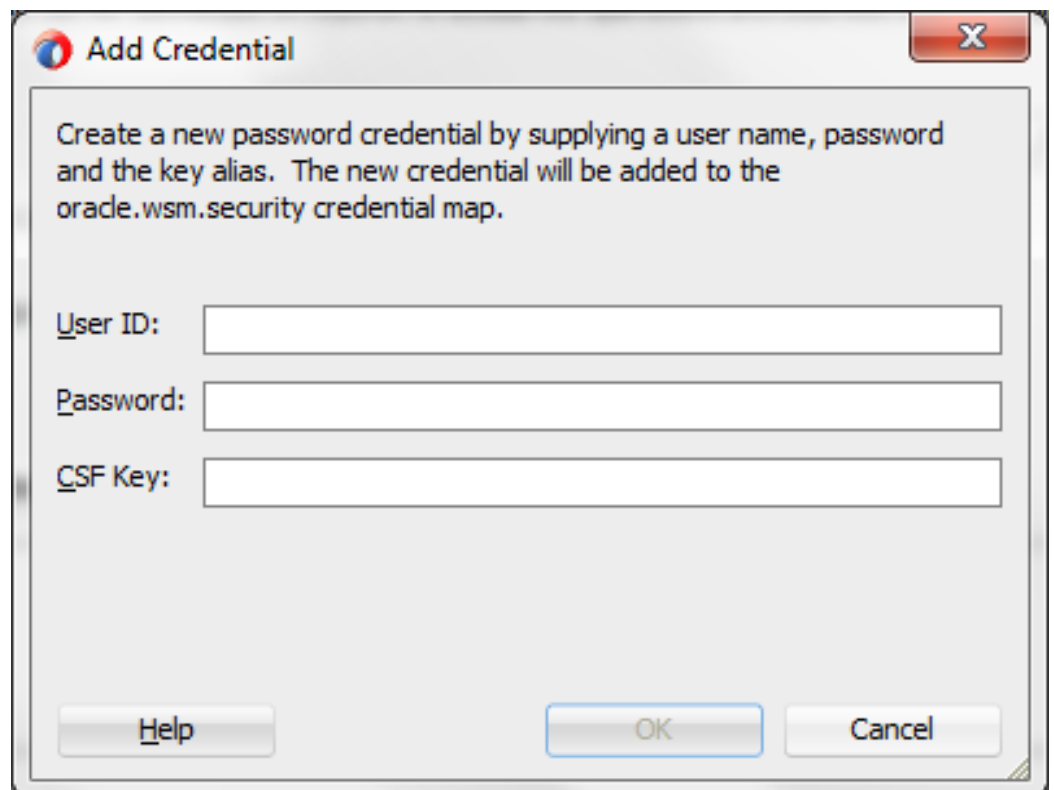 Add Credential
Create a new password credential by supplying a user name, password
and the key alias.  The new credential will be added to the
oracle.wsm.security credential map.
User ID:
Password:
CSF Key:
Help
OK
Cancel